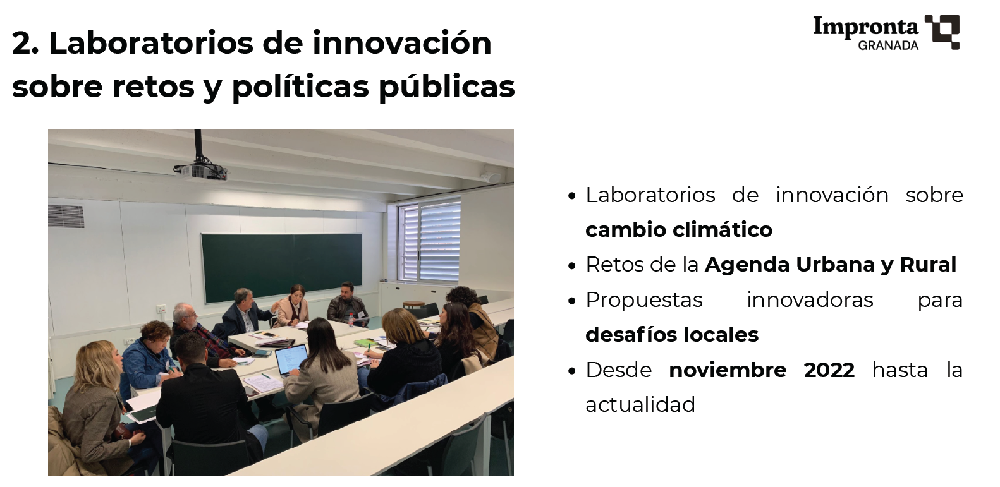 2. Laboratorios de innovación
sobre retos y políticas públicas
Impronta
GRANADA
• Laboratorios de innovación sobre
cambio climático
• Retos de la Agenda Urbana y Rural
• Propuestas innovadoras para
desafíos locales
• Desde noviembre 2022 hasta la
actualidad